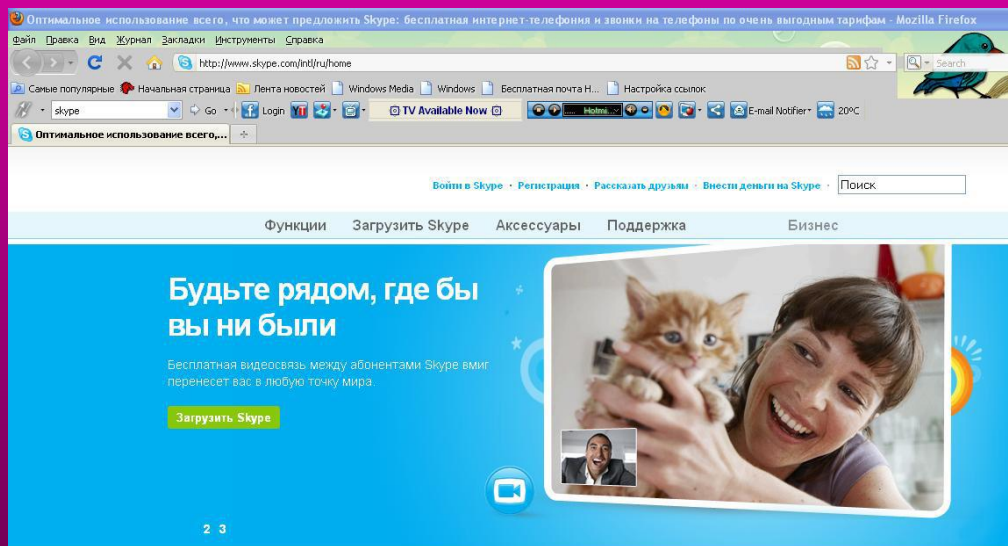 Оптимальное использование всего, что может предложить Skype: бесплатная интернет-телефония и звонки на телефоны по очень выгодным тарифам - Mozilla Firefox
Файл Правка Вид Журнал Закладки Инструменты Справка
http://www.skype.com/intl/ru/home Search
Самые популярные Начальная страница Лента новостей Windows Media Windows Бесплатная почта H... Настройка ссылок
skype Go Login TV Available Now Hotmi... E-mail Notifier 20ºC
Оптимальное использование всего,...
Войти в Skype · Регистрация · Рассказать друзьям · Внести деньги на Skype · Поиск
Функции Загрузить Skype Аксессуары Поддержка Бизнес
Будьте рядом, где бы
вы ни были
Бесплатная видеосвязь между абонентами Skype вмиг
перенесет вас в любую точку мира.
Загрузить Skype
2 3